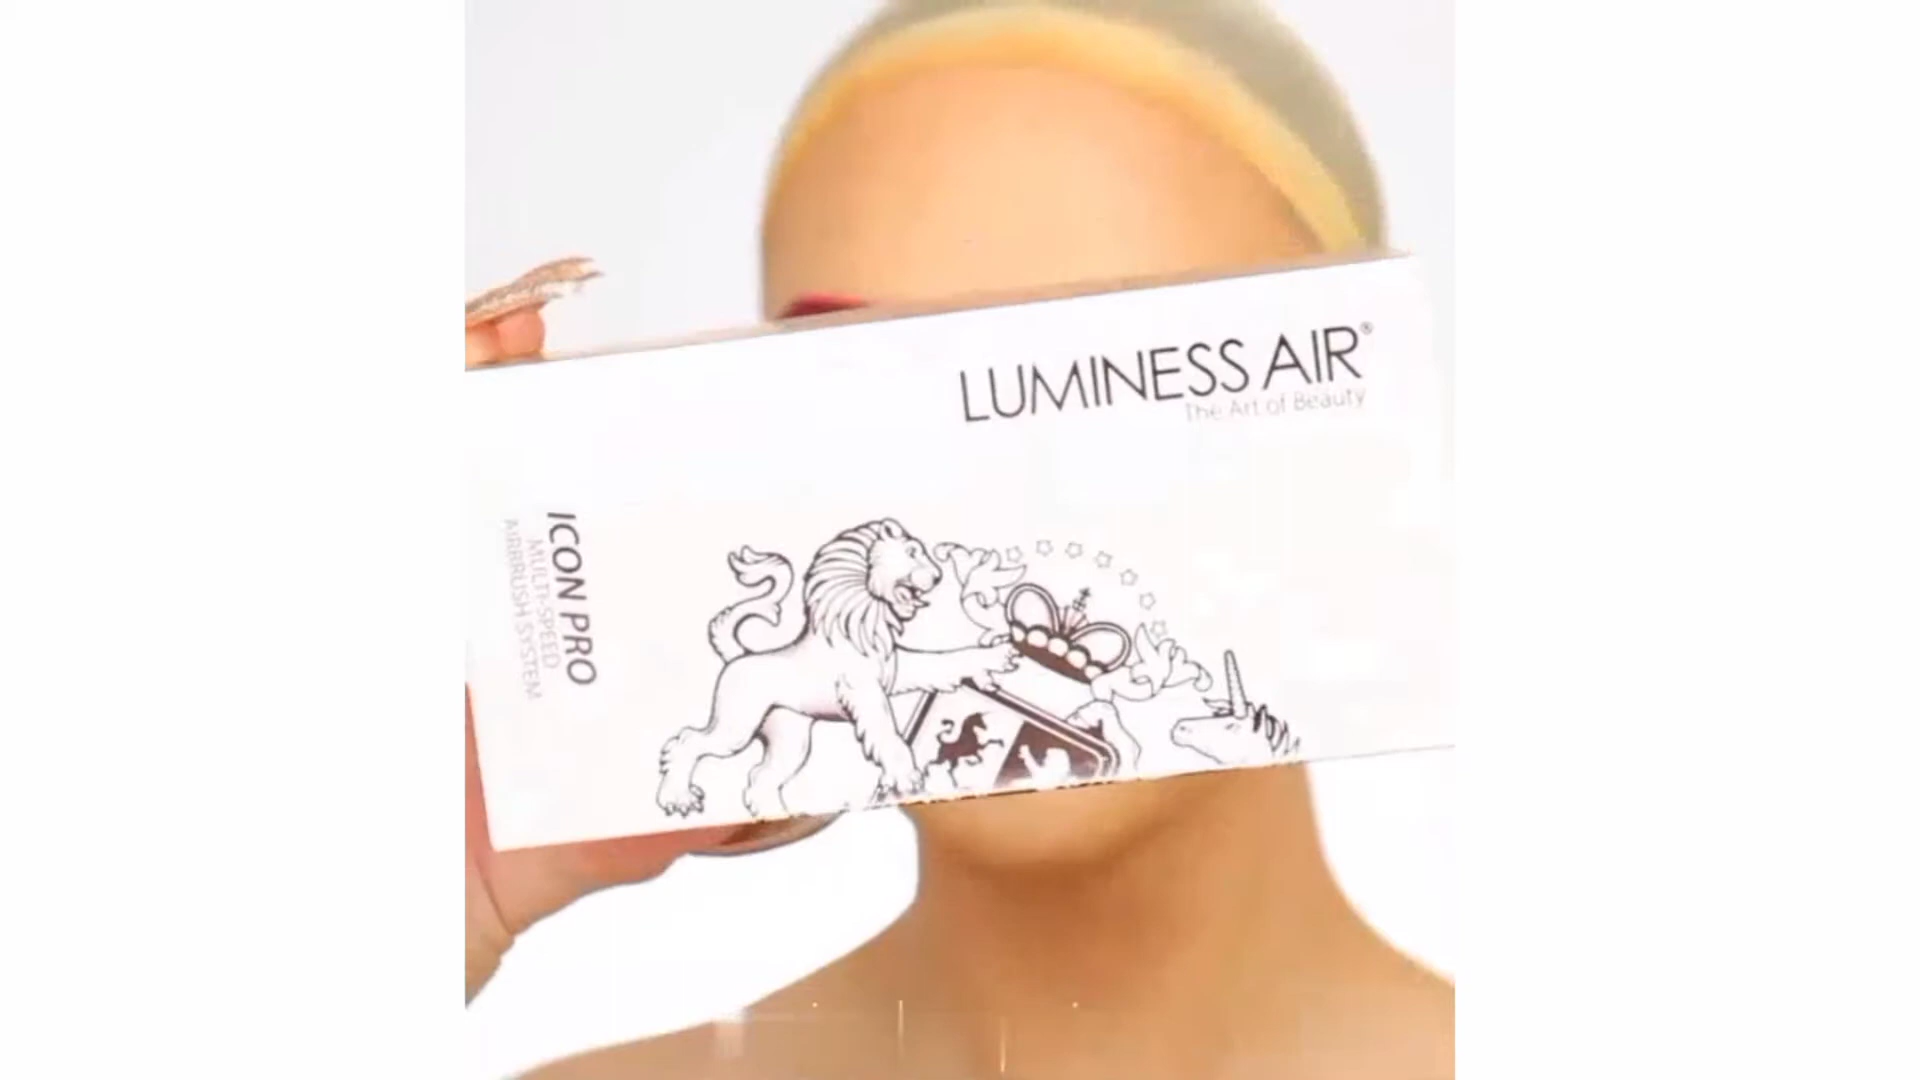 LUMINESS AIR®
The Art of Beauty
ICON PRO
MULTI-SPEED
AIRBRUSH SYSTEM